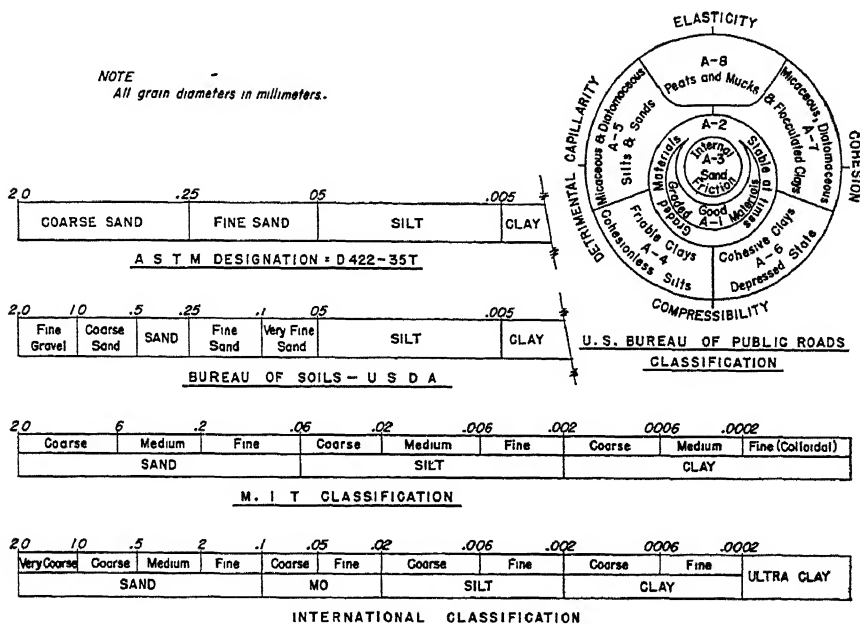 NOTE
All grain diameters in millimeters.
2.0 .25 .05 .005
COARSE SAND FINE SAND SILT CLAY
A S T M DESIGNATION = D 422-35T
2.0 1.0 .5 .25 .1 .05 .005
Fine Gravel Coarse Sand SAND Fine Sand Very Fine Sand SILT CLAY
BUREAU OF SOILS - U S D A
ELASTICITY
COHESION
COMPRESSIBILITY
DETRIMENTAL CAPILLARITY
A-8
Peats and Mucks
Micaceous, Diatomaceous
& Flocculated Clays
A-7
Cohesive Clays
A-6
Depressed State
Friable Clays
A-4
Cohesionless Silts
Micaceous & Diatomaceous
A-5
Silts & Sands
A-2
Stable at times
Graded Materials
Internal
A-3
Sand
Friction
Good
A-1
Graded Materials
U.S. BUREAU OF PUBLIC ROADS
CLASSIFICATION
2 0 6 .2 .06 .02 .006 .002 0006 .0002
Coarse Medium Fine Coarse Medium Fine Coarse Medium Fine (Colloidal)
SAND SILT CLAY
M. I T CLASSIFICATION
2 0 1 0 .5 2 .1 .05 .02 .006 .002 0006 .0002
Very Coarse Coarse Medium Fine Coarse Fine Coarse Fine Coarse Fine ULTRA CLAY
SAND MO SILT CLAY
INTERNATIONAL CLASSIFICATION